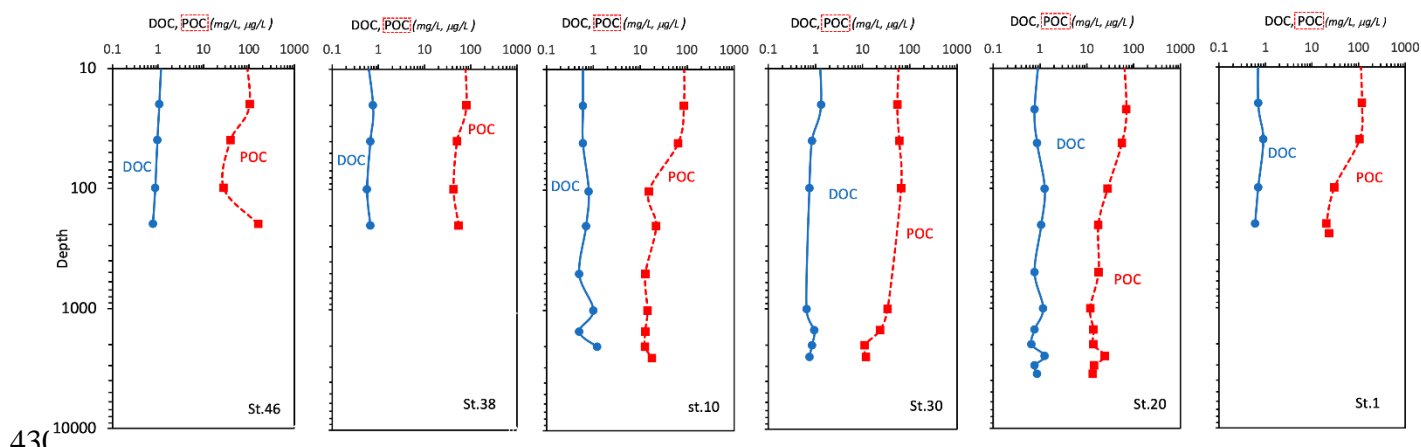 DOC, POC (mg/L, µg/L) DOC, POC (mg/L, µg/L) DOC, POC (mg/L, µg/L) DOC, POC (mg/L, µg/L) DOC, POC (mg/L, µg/L) DOC, POC (mg/L, µg/L)
0.1 1 10 100 1000 0.1 1 10 100 1000 0.1 1 10 100 1000 0.1 1 10 100 1000 0.1 1 10 100 1000 0.1 1 10 100 1000
10
POC
DOC DOC
DOC POC DOC DOC POC DOC POC DOC POC
100
POC
Depth
POC
1000
St.46 St.38 st.10 St.30 St.20 St.1
10000